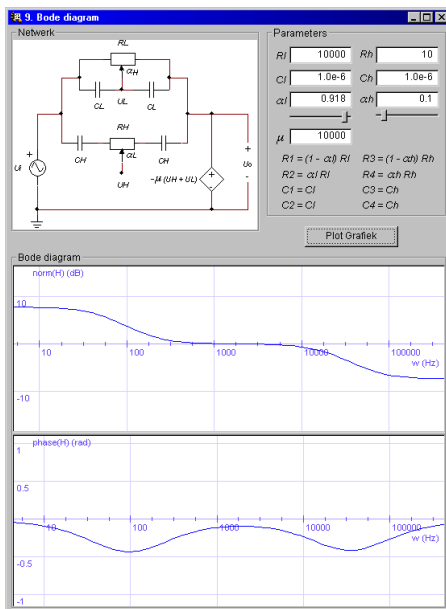 9. Bode diagram
Netwerk
RL
αH
CL
UL
CL
RH
αL
CH
CH
UH
Ui
+
-
-μ (UH + UL)
+
Uo
-
Parameters
Rl 10000 Rh 10
Cl 1.0e-6 Ch 1.0e-6
αl 0.918 αh 0.1
μ 10000
R1 = (1 - αl) Rl R3 = (1 - αh) Rh
R2 = αl Rl R4 = αh Rh
C1 = Cl C3 = Ch
C2 = Cl C4 = Ch
Plot Grafiek
Bode diagram
norm(H) (dB)
10
10 100 1000 10000 100000
w (Hz)
-10
phase(H) (rad)
1
0.5
10 100 1000 10000 100000
w (Hz)
-0.5
-1